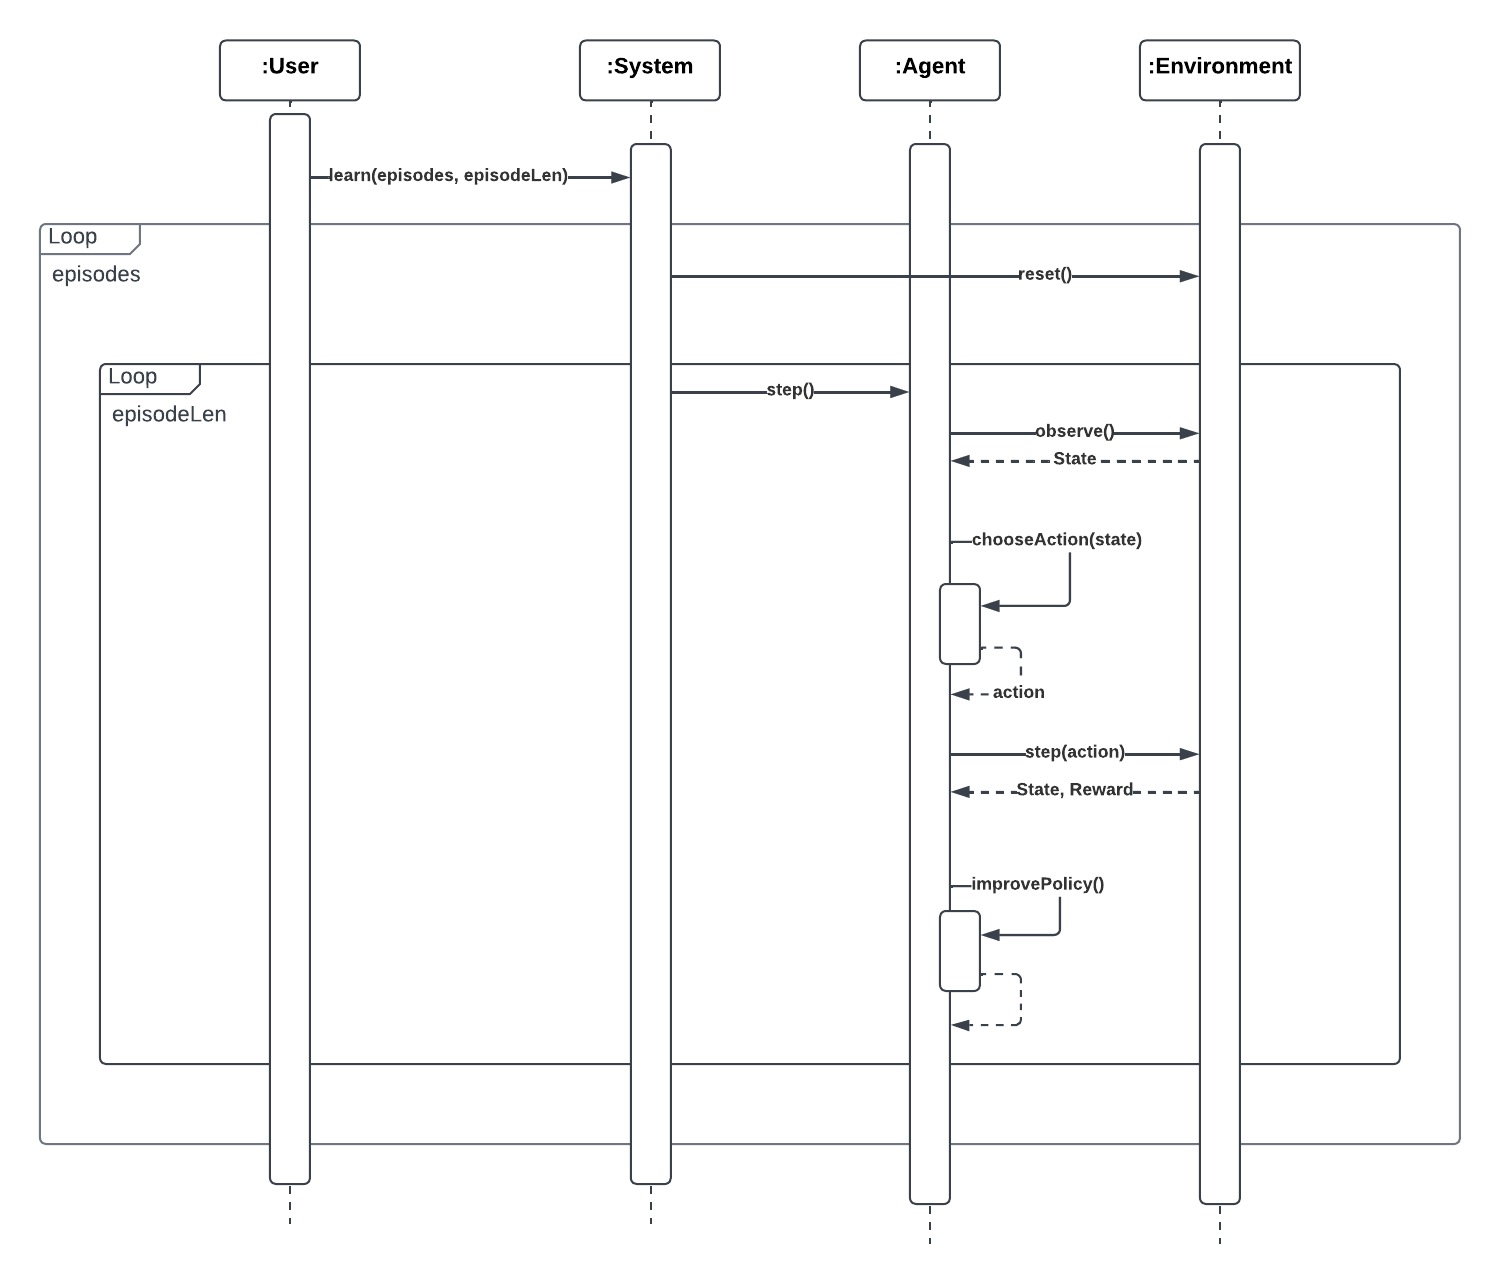 :User
:System
:Agent
:Environment
learn(episodes, episodeLen)
Loop
episodes
reset()
Loop
episodeLen
step()
observe()
State
chooseAction(state)
action
step(action)
State, Reward
improvePolicy()